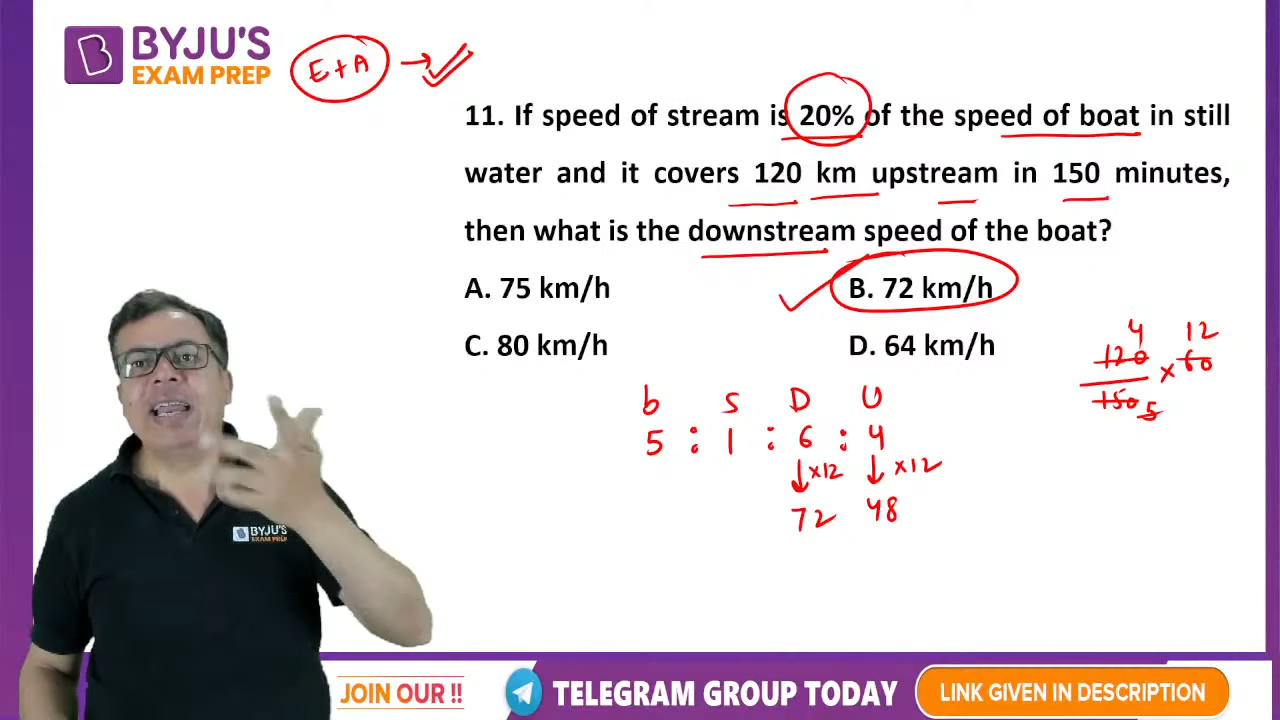 BYJU'S
EXAM PREP
E+A →
11. If speed of stream is 20% of the speed of boat in still
water and it covers 120 km upstream in 150 minutes,
then what is the downstream speed of the boat?
A. 75 km/h
B. 72 km/h
C. 80 km/h
D. 64 km/h
4 12
120 × 60
150 5
b S D U
5 : 1 : 6 : 4
↓×12 ↓×12
72 48
BYJU'S
EXAM PREP
JOIN OUR !!
TELEGRAM GROUP TODAY
LINK GIVEN IN DESCRIPTION